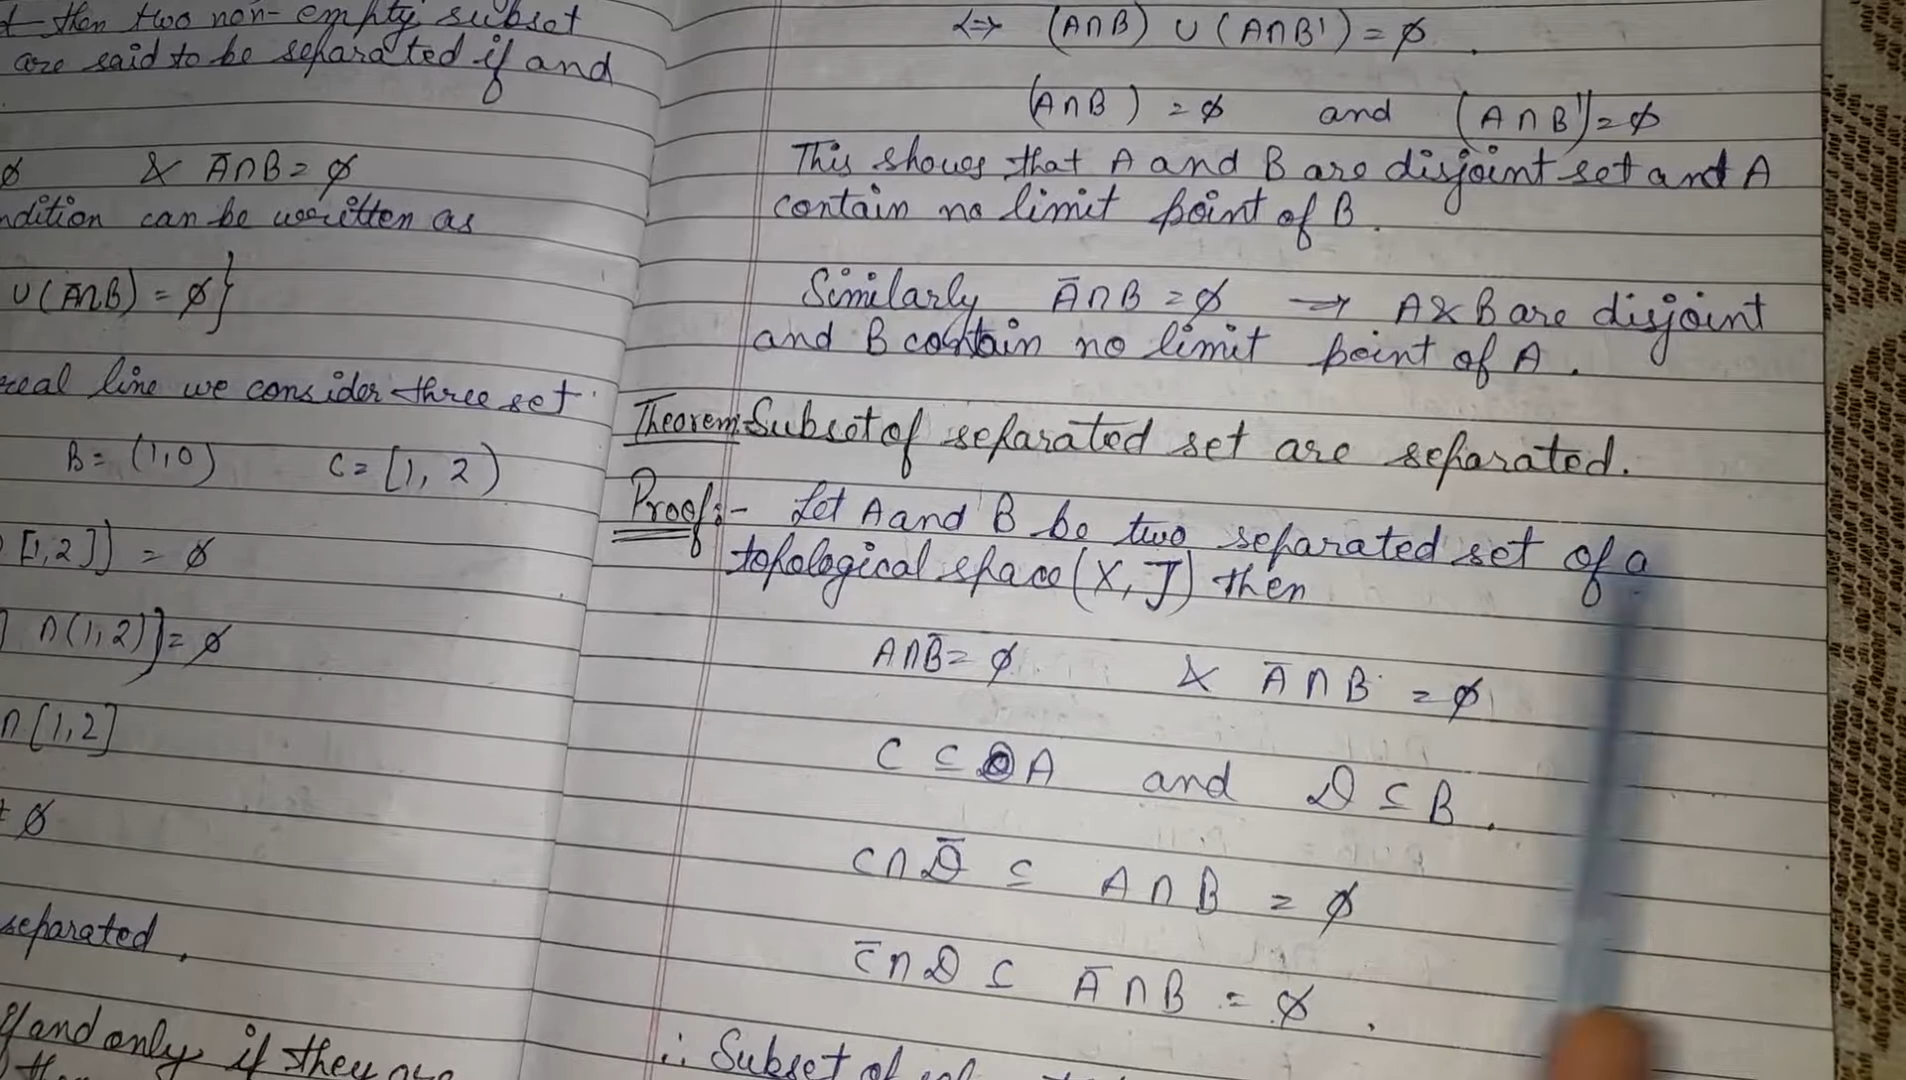 then two non-empty subset
are said to be separated if and
ϕ & A̅∩B=ϕ
ndition can be written as
∪(A̅∩B) = ϕ}
real line we consider three set
B = (1,0) C = [1, 2)
[1,2]] = ϕ
∩(1,2)] = ϕ
∩[1,2]
≠ ϕ
separated.
if and only if they are
⇔ (A∩B) ∪ (A∩B') = ϕ.
(A∩B) = ϕ and (A∩B')=ϕ
This shows that A and B are disjoint set and A
contain no limit point of B.
Similarly A̅∩B = ϕ → A & B are disjoint
and B contain no limit point of A.
Theorem:- Subset of separated set are separated.
Proof:- Let A and B be two separated set of a
topological space (X, J) then
A∩B̅ = ϕ & A̅∩B = ϕ
C ⊆ A and D ⊆ B.
C∩D̅ ⊆ A∩B = ϕ
C̅∩D ⊆ A̅∩B = ϕ.
∴ Subset of